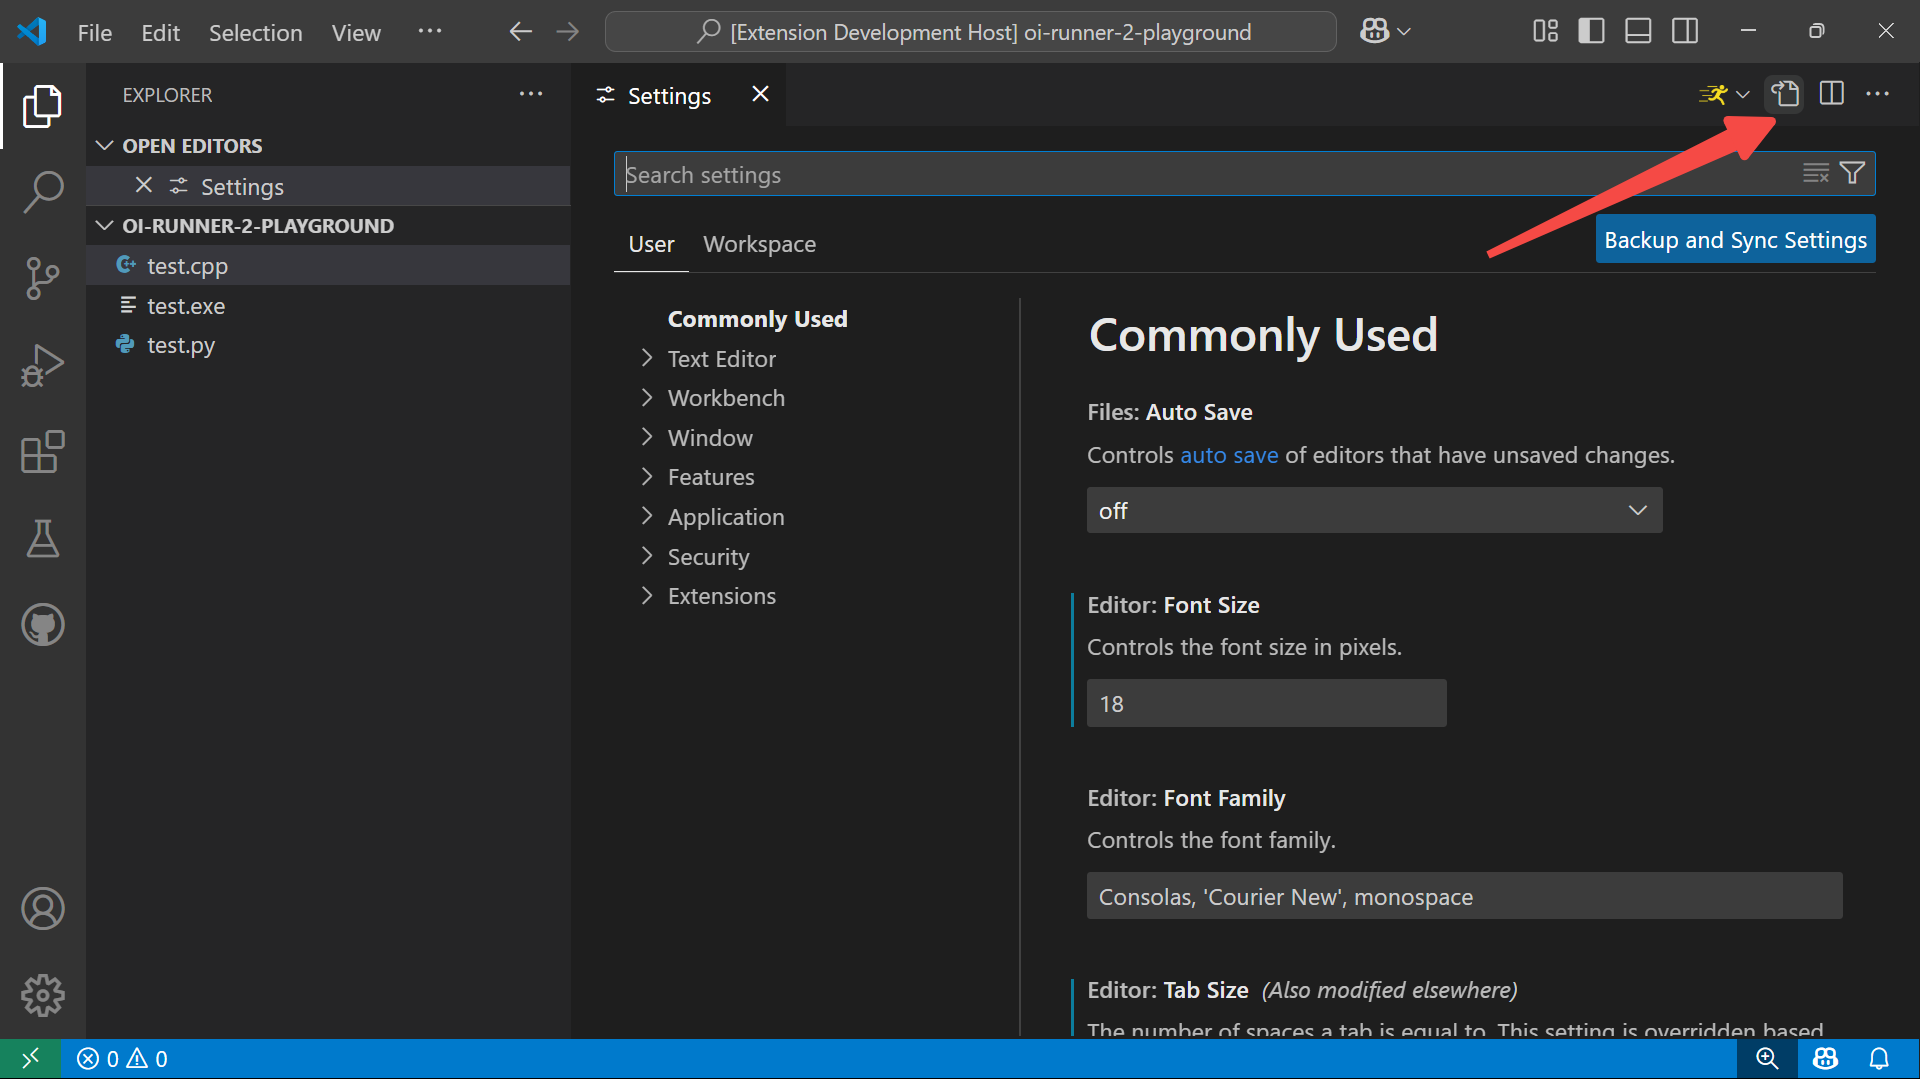 File Edit Selection View ··· [Extension Development Host] oi-runner-2-playground
EXPLORER
OPEN EDITORS
Settings
OI-RUNNER-2-PLAYGROUND
test.cpp
test.exe
test.py
Settings
Search settings
User Workspace
Backup and Sync Settings
Commonly Used
Text Editor
Workbench
Window
Features
Application
Security
Extensions
Commonly Used
Files: Auto Save
Controls auto save of editors that have unsaved changes.
off
Editor: Font Size
Controls the font size in pixels.
18
Editor: Font Family
Controls the font family.
Consolas, 'Courier New', monospace
Editor: Tab Size (Also modified elsewhere)
The number of spaces a tab is equal to. This setting is overridden based
0 0